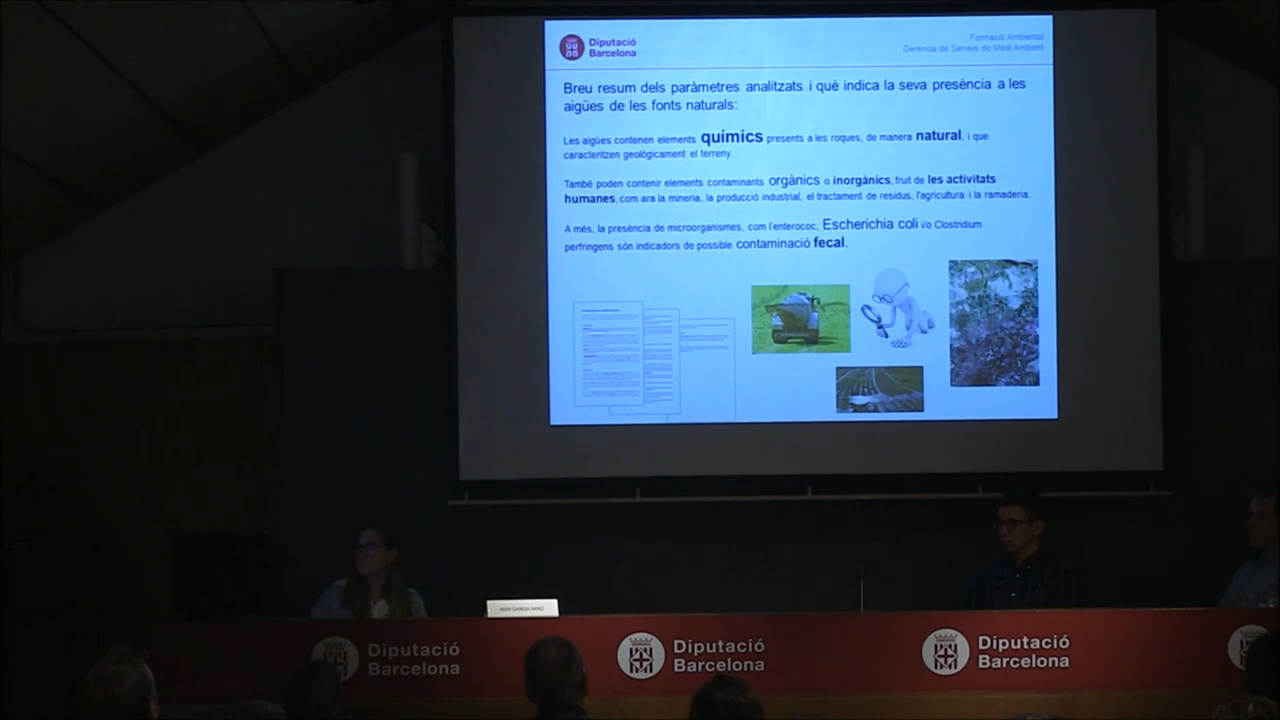 Diputació
Barcelona
Formació Ambiental
Gerència de Serveis de Medi Ambient
Breu resum dels paràmetres analitzats i què indica la seva presència a les
aigües de les fonts naturals:
Les aigües contenen elements químics presents a les roques, de manera natural, i que
caracteritzen geològicament el terreny.
També poden contenir elements contaminants orgànics o inorgànics, fruit de les activitats
humanes, com ara la mineria, la producció industrial, el tractament de residus, l'agricultura i la ramaderia.
A més, la presència de microorganismes, com l'enterococ, Escherichia coli i/o Clostridium
perfringens són indicadors de possible contaminació fecal.
Diputació
Barcelona
Diputació
Barcelona
Diputació
Barcelona